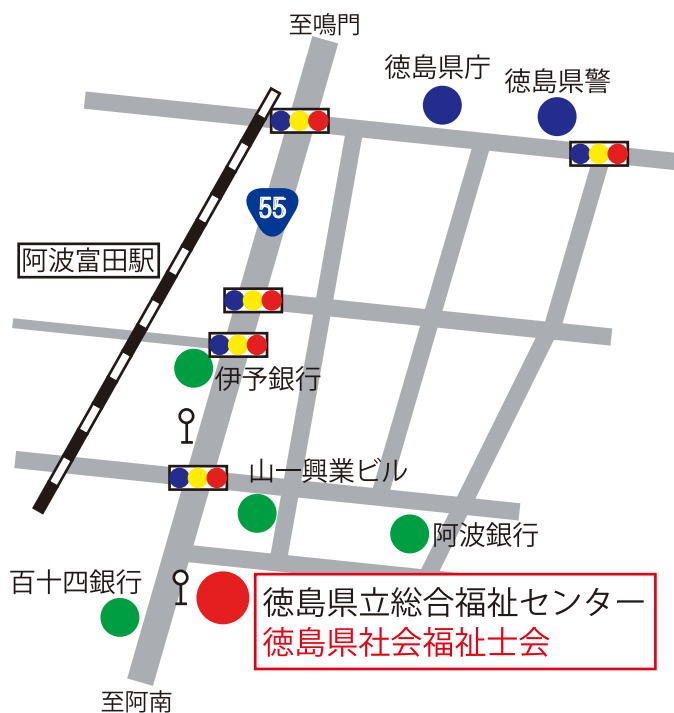 至鳴門
徳島県庁
徳島県警
55
阿波富田駅
伊予銀行
山一興業ビル
阿波銀行
百十四銀行
徳島県立総合福祉センター
徳島県社会福祉士会
至阿南